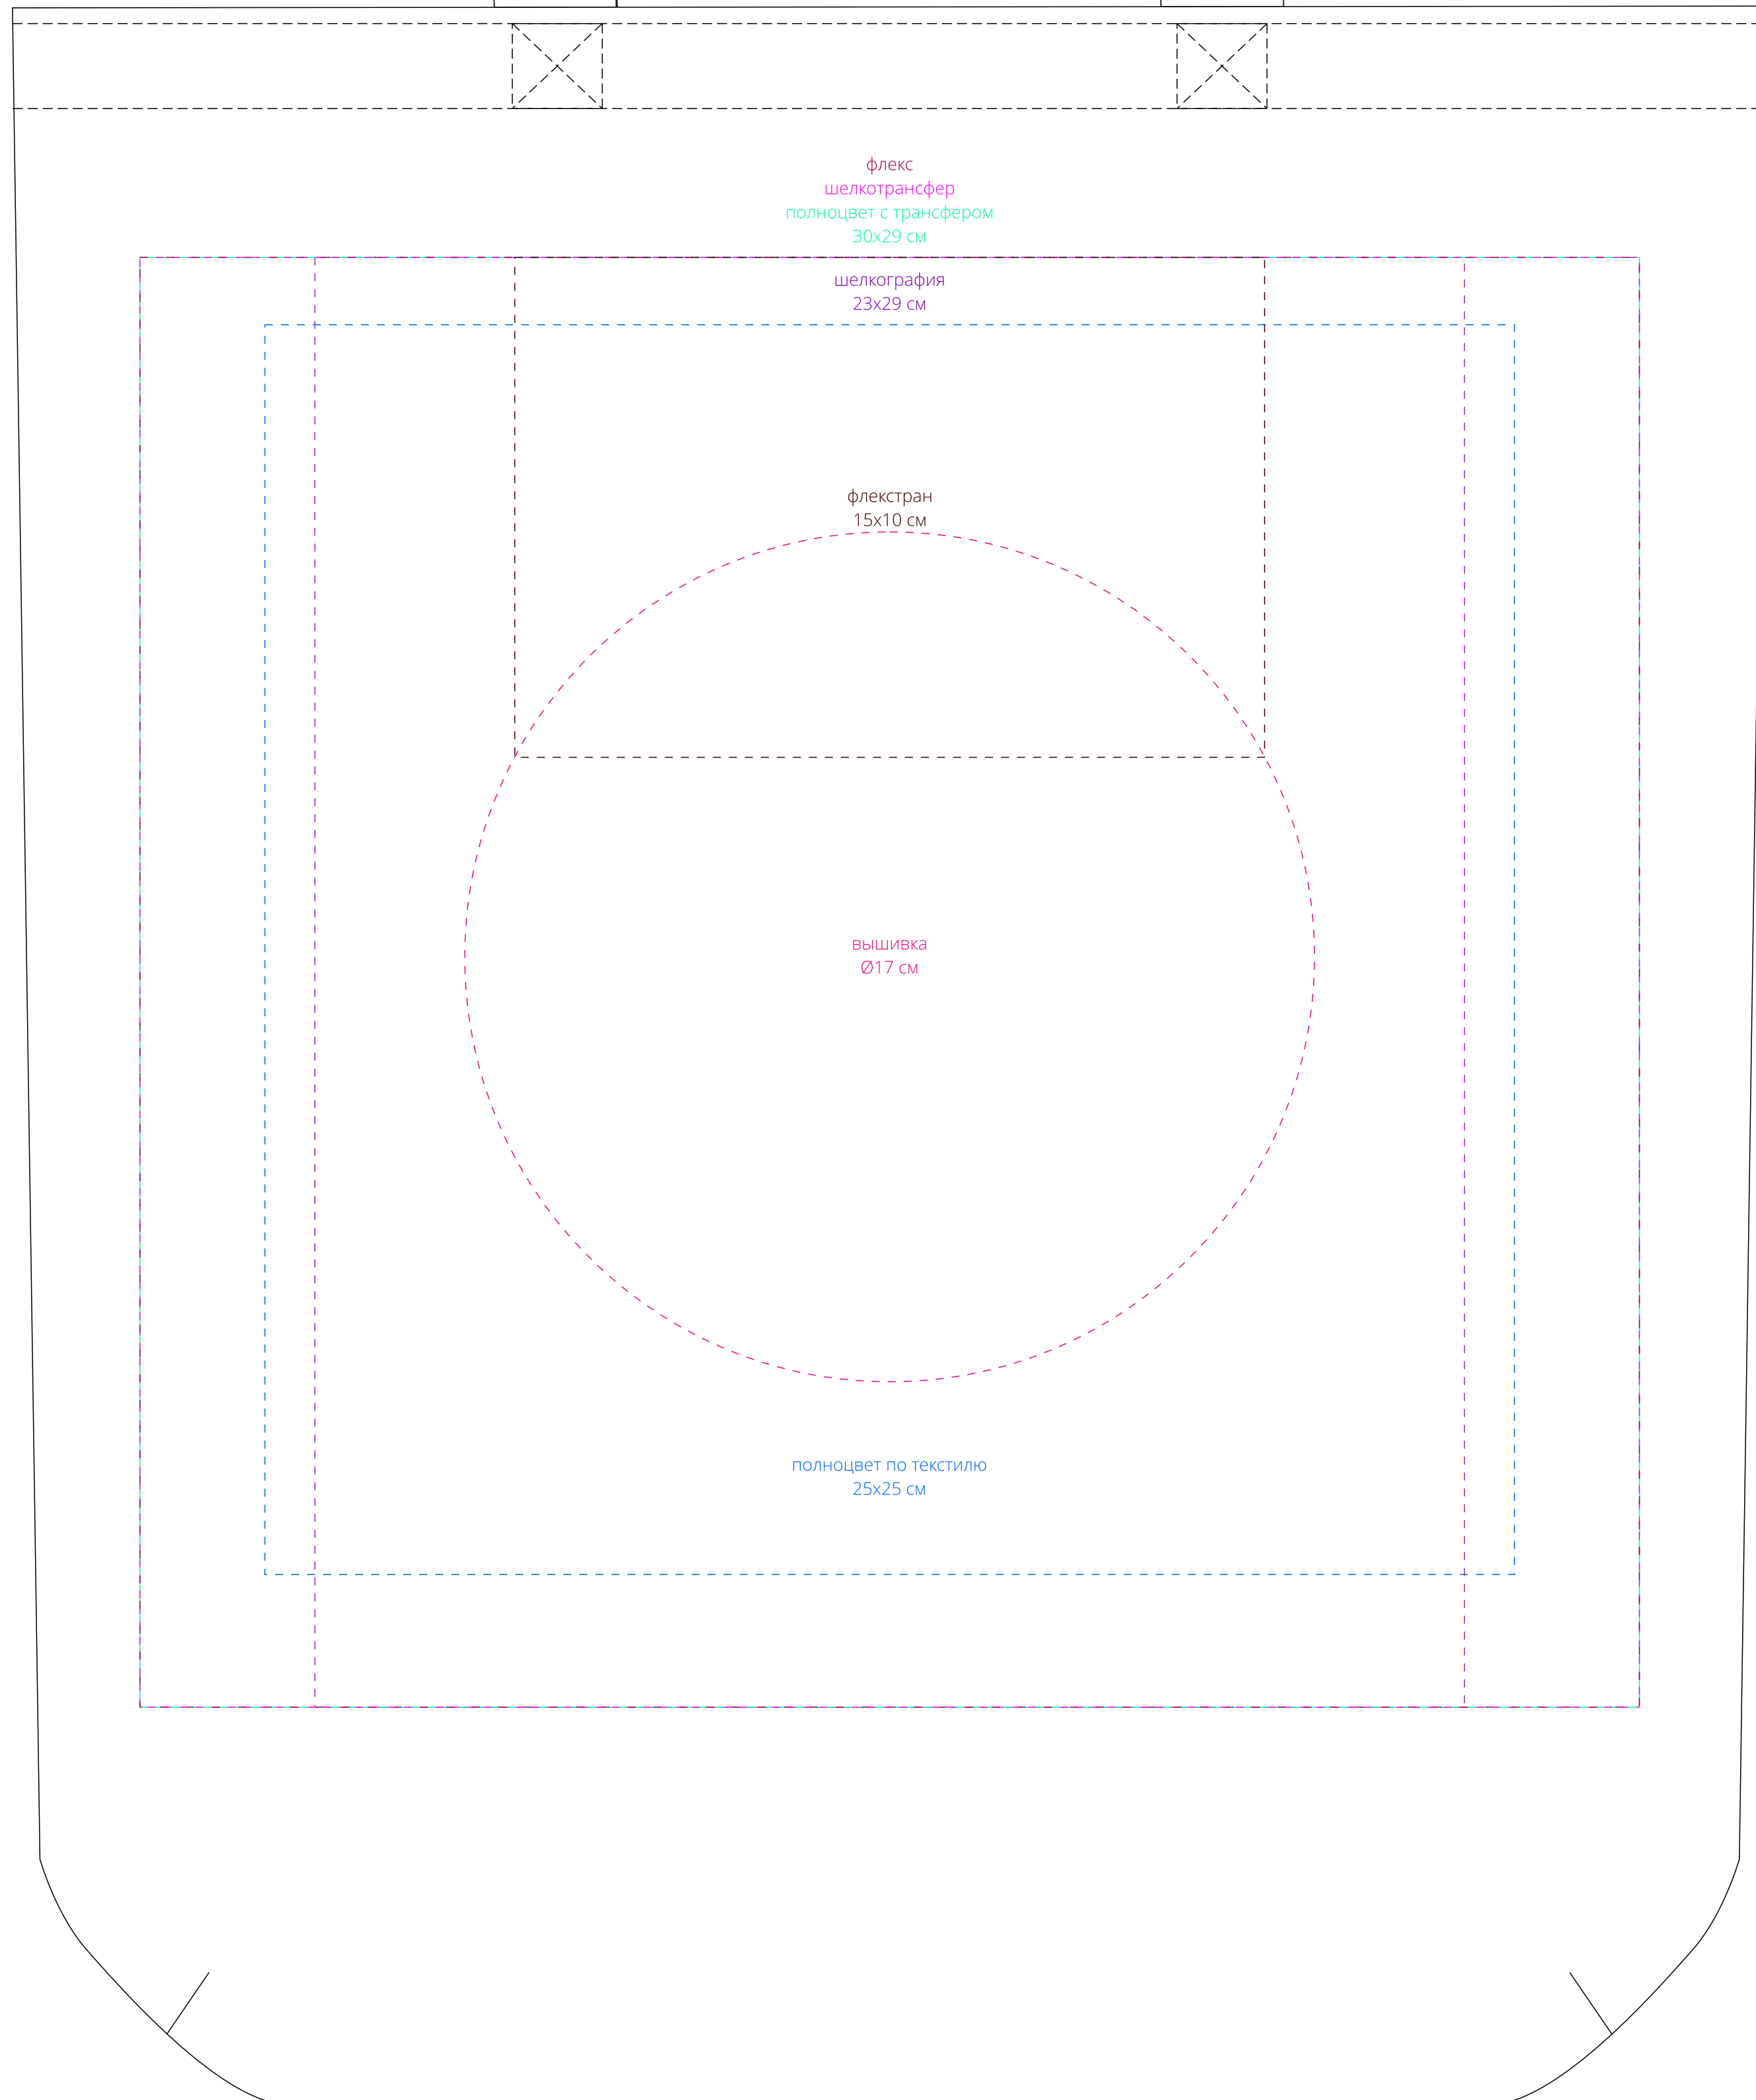 флекс
шелкотрансфер
полноцвет с трансфером
30х29 см
шелкография
23х29 см
флекстран
15х10 см
вышивка
Ø17 см
полноцвет по текстилю
25х25 см